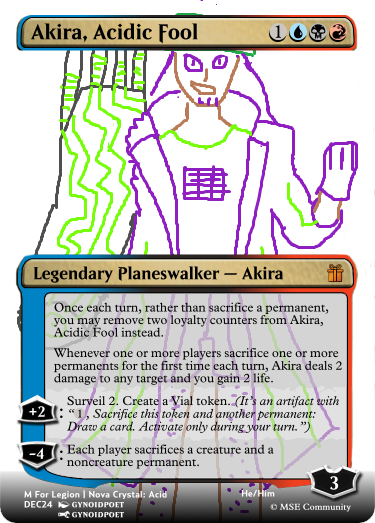 Akira, Acidic Fool 1
Legendary Planeswalker — Akira
Once each turn, rather than sacrifice a permanent,
you may remove two loyalty counters from Akira,
Acidic Fool instead.
Whenever one or more players sacrifice one or more
permanents for the first time each turn, Akira deals 2
damage to any target and you gain 2 life.
+2: Surveil 2. Create a Vial token. (It's an artifact with
“1, Sacrifice this token and another permanent:
Draw a card. Activate only during your turn.”)
-4: Each player sacrifices a creature and a
noncreature permanent.
3
M For Legion | Nova Crystal: Acid He/Him
DEC24 GYNOIDPOET © MSE Community
GYNOIDPOET